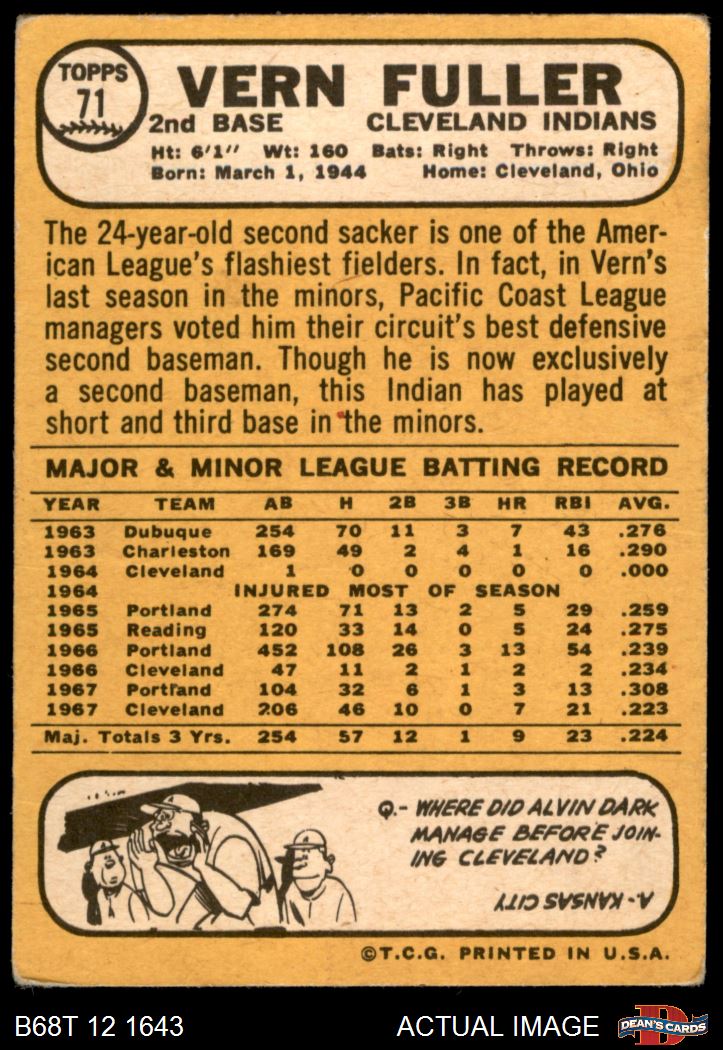 TOPPS
71
VERN FULLER
2nd BASE CLEVELAND INDIANS
Ht: 6'1" Wt: 160 Bats: Right Throws: Right
Born: March 1, 1944 Home: Cleveland, Ohio
The 24-year-old second sacker is one of the Amer-
ican League's flashiest fielders. In fact, in Vern's
last season in the minors, Pacific Coast League
managers voted him their circuit's best defensive
second baseman. Though he is now exclusively
a second baseman, this Indian has played at
short and third base in the minors.
MAJOR & MINOR LEAGUE BATTING RECORD
YEAR TEAM AB H 2B 3B HR RBI AVG.
1963 Dubuque 254 70 11 3 7 43 .276
1963 Charleston 169 49 2 4 1 16 .290
1964 Cleveland 1 0 0 0 0 0 .000
1964 INJURED MOST OF SEASON
1965 Portland 274 71 13 2 5 29 .259
1965 Reading 120 33 14 0 5 24 .275
1966 Portland 452 108 26 3 13 54 .239
1966 Cleveland 47 11 2 1 2 2 .234
1967 Portland 104 32 6 1 3 13 .308
1967 Cleveland 206 46 10 0 7 21 .223
Maj. Totals 3 Yrs. 254 57 12 1 9 23 .224
Q.- WHERE DID ALVIN DARK
MANAGE BEFORE JOIN-
ING CLEVELAND?
A- KANSAS CITY
A
A
A
©T.C.G. PRINTED IN U.S.A.
B68T 12 1643 ACTUAL IMAGE
D
DEAN'S CARDS